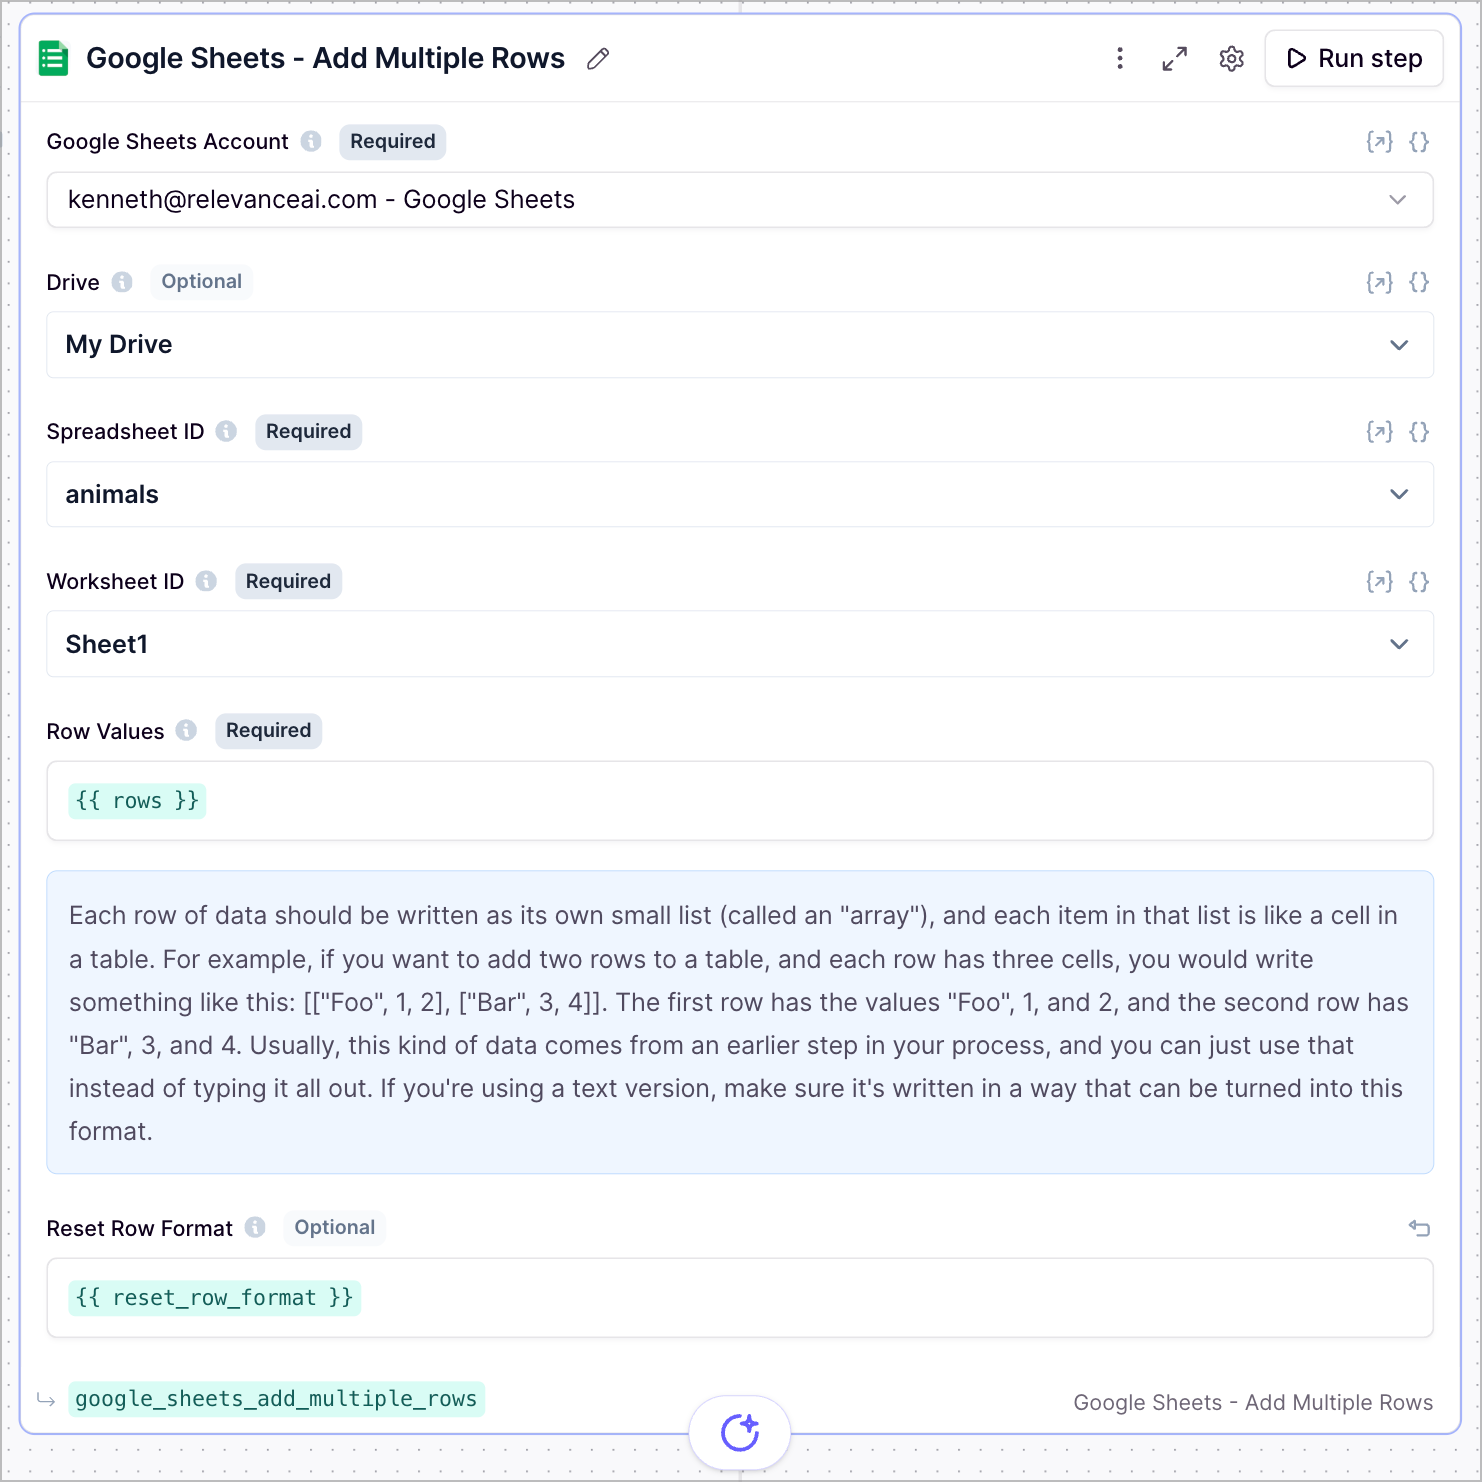 Google Sheets - Add Multiple Rows
Run step
Google Sheets Account
Required
kenneth@relevanceai.com - Google Sheets
Drive
Optional
My Drive
Spreadsheet ID
Required
animals
Worksheet ID
Required
Sheet1
Row Values
Required
{{ rows }}
Each row of data should be written as its own small list (called an "array"), and each item in that list is like a cell in
a table. For example, if you want to add two rows to a table, and each row has three cells, you would write
something like this: [["Foo", 1, 2], ["Bar", 3, 4]]. The first row has the values "Foo", 1, and 2, and the second row has
"Bar", 3, and 4. Usually, this kind of data comes from an earlier step in your process, and you can just use that
instead of typing it all out. If you're using a text version, make sure it's written in a way that can be turned into this
format.
Reset Row Format
Optional
{{ reset_row_format }}
google_sheets_add_multiple_rows
Google Sheets - Add Multiple Rows